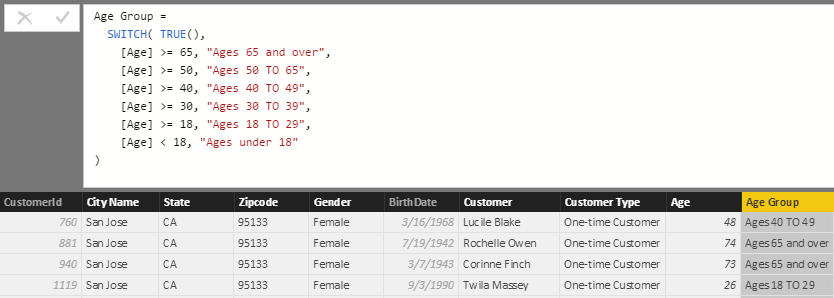 Age Group =
SWITCH( TRUE(),
[Age] >= 65, "Ages 65 and over",
[Age] >= 50, "Ages 50 TO 65",
[Age] >= 40, "Ages 40 TO 49",
[Age] >= 30, "Ages 30 TO 39",
[Age] >= 18, "Ages 18 TO 29",
[Age] < 18, "Ages under 18"
)
CustomerId City Name State Zipcode Gender BirthDate Customer Customer Type Age Age Group
760 San Jose CA 95133 Female 3/16/1968 Lucile Blake One-time Customer 48 Ages 40 TO 49
881 San Jose CA 95133 Female 7/19/1942 Rochelle Owen One-time Customer 74 Ages 65 and over
940 San Jose CA 95133 Female 3/7/1943 Corinne Finch One-time Customer 73 Ages 65 and over
1119 San Jose CA 95133 Female 9/3/1990 Twila Massey One-time Customer 26 Ages 18 TO 29